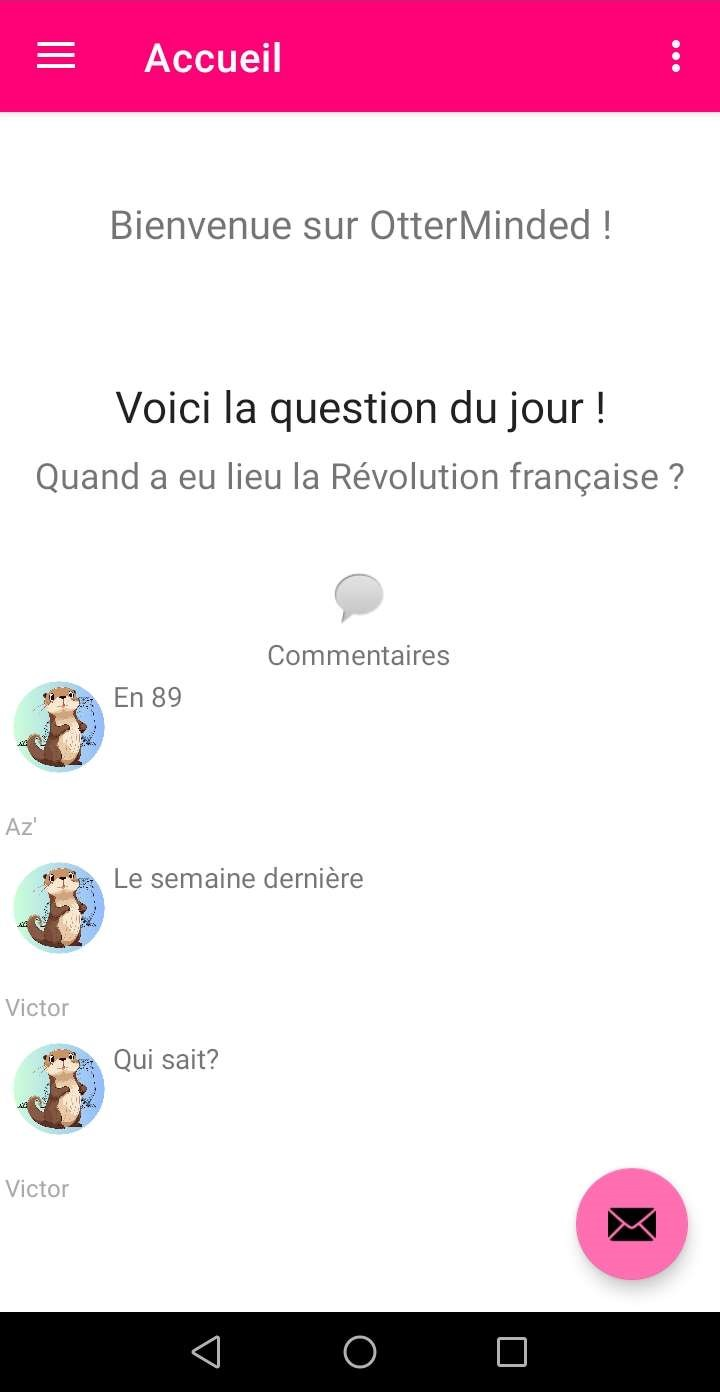 Accueil
Bienvenue sur OtterMinded !
Voici la question du jour !
Quand a eu lieu la Révolution française ?
Commentaires
En 89
Az'
Le semaine dernière
Victor
Qui sait?
Victor